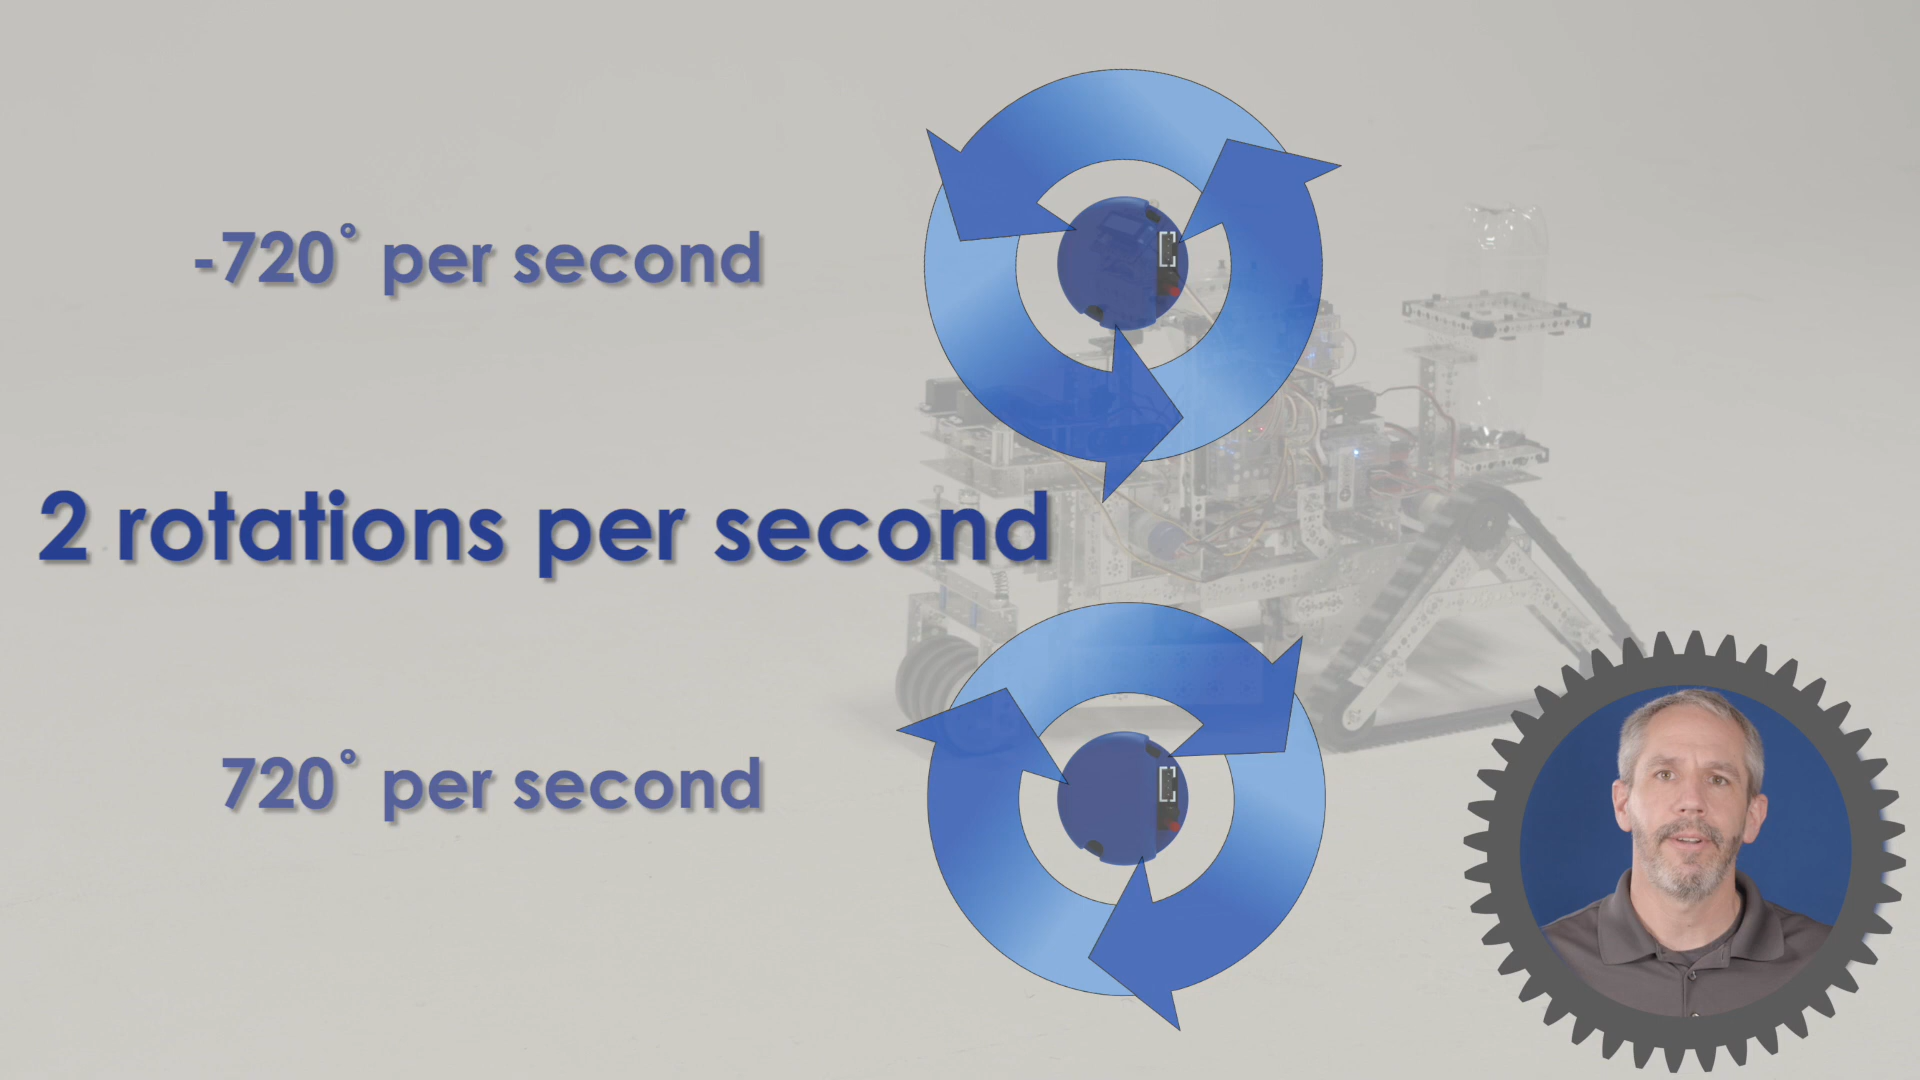 -720° per second
2 rotations per second
720° per second